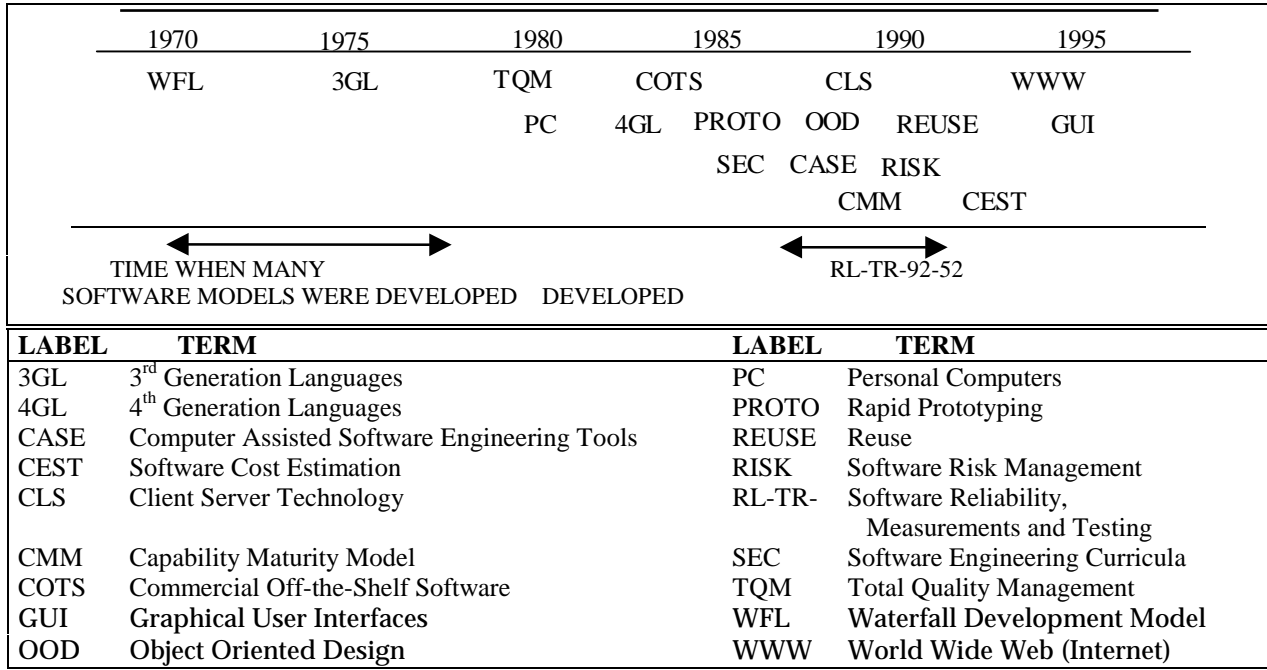 1970 1975 1980 1985 1990 1995
WFL 3GL TQM COTS CLS WWW
PC 4GL PROTO OOD REUSE GUI
SEC CASE RISK
CMM CEST
TIME WHEN MANY RL-TR-92-52
SOFTWARE MODELS WERE DEVELOPED DEVELOPED
LABEL TERM LABEL TERM
3GL 3rd Generation Languages PC Personal Computers
4GL 4th Generation Languages PROTO Rapid Prototyping
CASE Computer Assisted Software Engineering Tools REUSE Reuse
CEST Software Cost Estimation RISK Software Risk Management
CLS Client Server Technology RL-TR- Software Reliability,
Measurements and Testing
CMM Capability Maturity Model SEC Software Engineering Curricula
COTS Commercial Off-the-Shelf Software TQM Total Quality Management
GUI Graphical User Interfaces WFL Waterfall Development Model
OOD Object Oriented Design WWW World Wide Web (Internet)